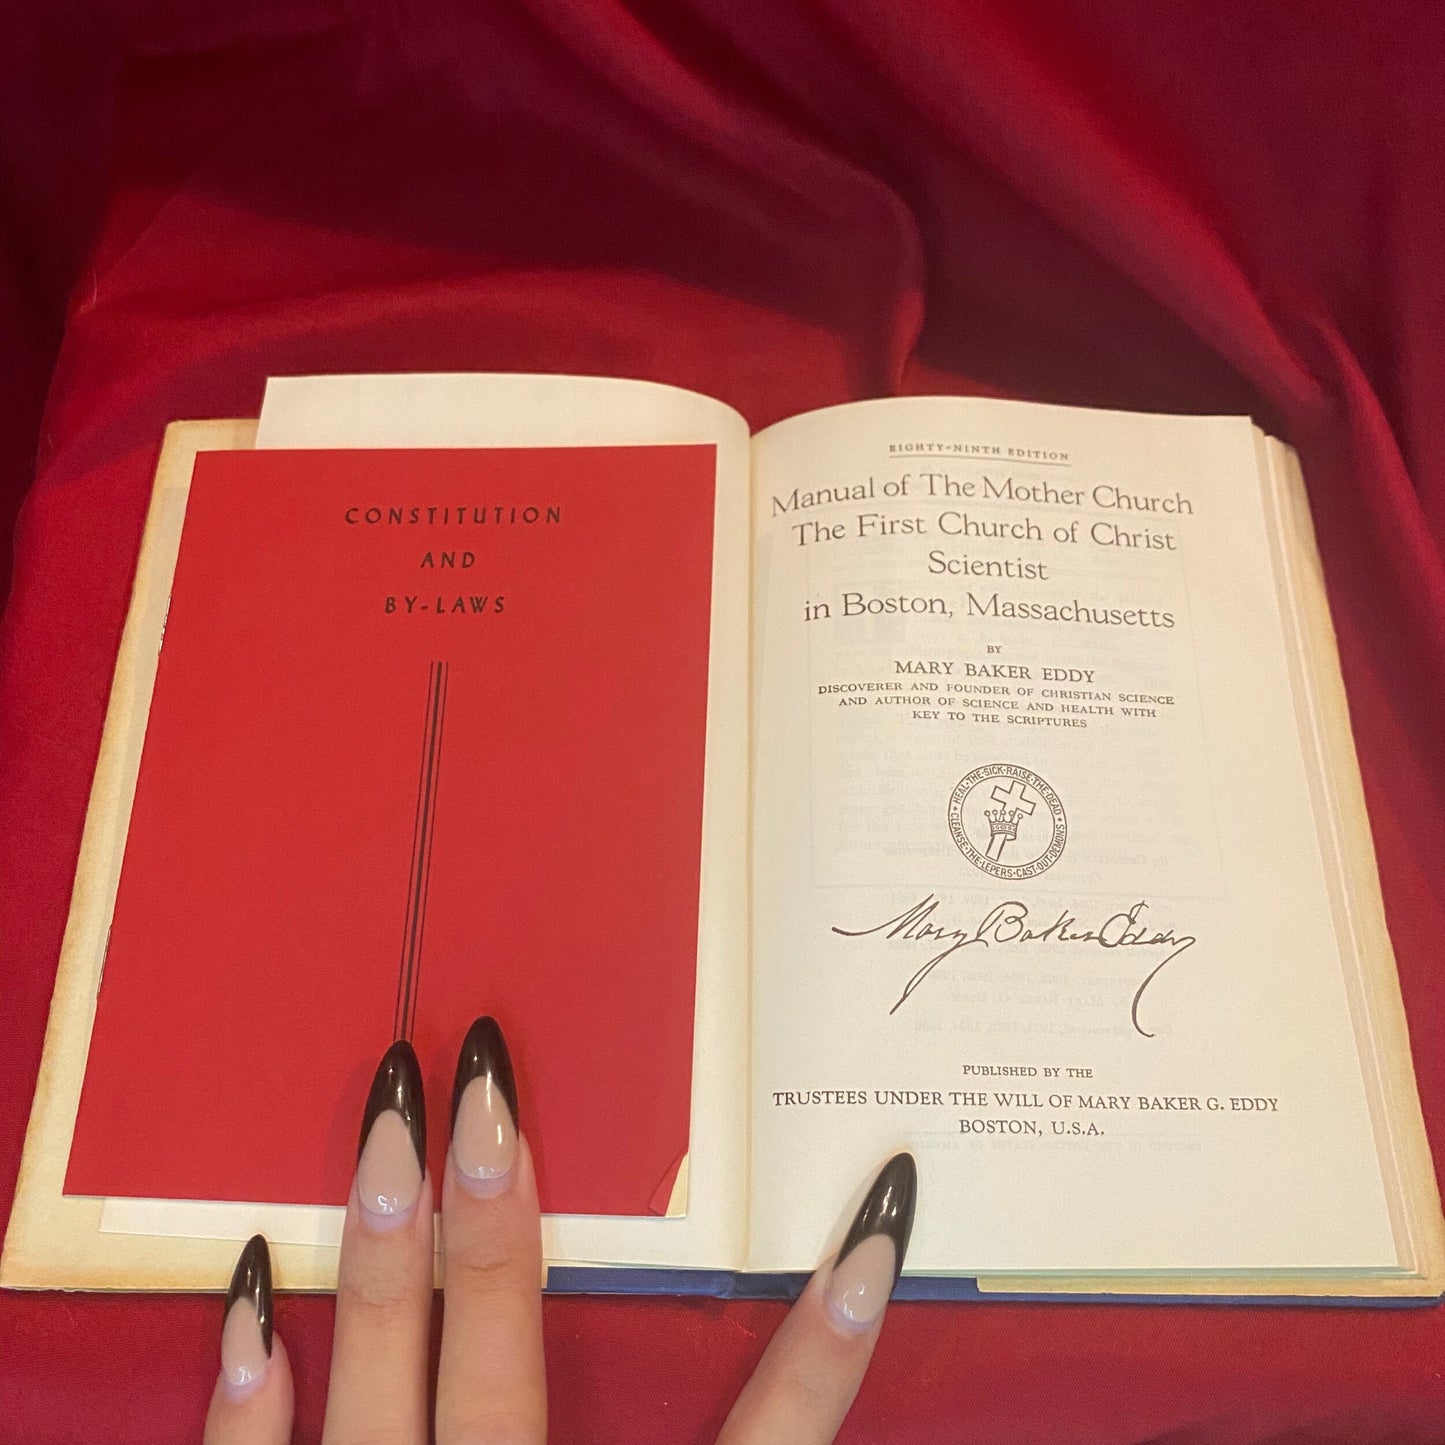 CONSTITUTION
AND
BY-LAWS
EIGHTY-NINTH EDITION
Manual of The Mother Church
The First Church of Christ
Scientist
in Boston, Massachusetts
BY
MARY BAKER EDDY
DISCOVERER AND FOUNDER OF CHRISTIAN SCIENCE
AND AUTHOR OF SCIENCE AND HEALTH WITH
KEY TO THE SCRIPTURES
HEAL·THE·SICK·RAISE·THE·DEAD
CLEANSE·THE·LEPERS·CAST·OUT·DEMONS
Mary Baker Eddy
PUBLISHED BY THE
TRUSTEES UNDER THE WILL OF MARY BAKER G. EDDY
BOSTON, U.S.A.